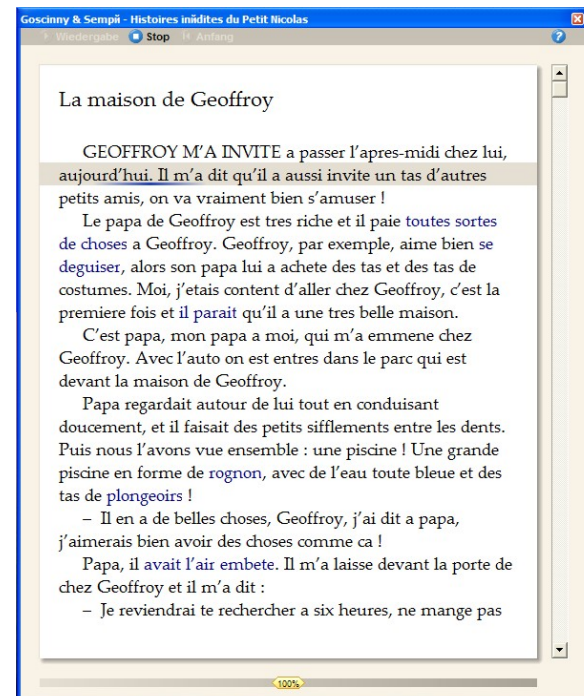 Goscinny & Sempñ - Histoires iniidites du Petit Nicolas
Wiedergabe Stop Anfang
La maison de Geoffroy
GEOFFROY M'A INVITE a passer l'apres-midi chez lui,
aujourd'hui. Il m'a dit qu'il a aussi invite un tas d'autres
petits amis, on va vraiment bien s'amuser !
Le papa de Geoffroy est tres riche et il paie toutes sortes
de choses a Geoffroy. Geoffroy, par exemple, aime bien se
deguiser, alors son papa lui a achete des tas et des tas de
costumes. Moi, j'etais content d'aller chez Geoffroy, c'est la
premiere fois et il parait qu'il a une tres belle maison.
C'est papa, mon papa a moi, qui m'a emmene chez
Geoffroy. Avec l'auto on est entres dans le parc qui est
devant la maison de Geoffroy.
Papa regardait autour de lui tout en conduisant
doucement, et il faisait des petits sifflements entre les dents.
Puis nous l'avons vue ensemble : une piscine ! Une grande
piscine en forme de rognon, avec de l'eau toute bleue et des
tas de plongeoirs !
– Il en a de belles choses, Geoffroy, j'ai dit a papa,
j'aimerais bien avoir des choses comme ca !
Papa, il avait l'air embete. Il m'a laisse devant la porte de
chez Geoffroy et il m'a dit :
– Je reviendrai te rechercher a six heures, ne mange pas
100%